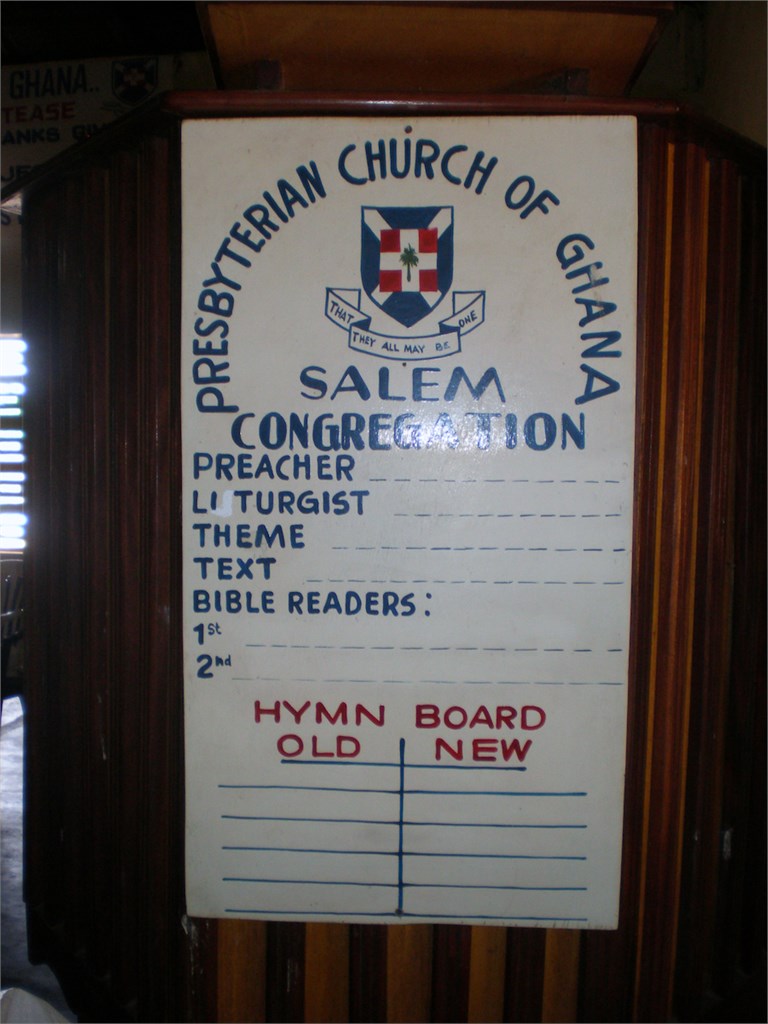 GHANA..
TEASE
PRESBYTERIAN CHURCH OF GHANA
THAT THEY ALL MAY BE ONE
SALEM
CONGREGATION
PREACHER
LITURGIST
THEME
TEXT
BIBLE READERS:
1st
2nd
HYMN BOARD
OLD NEW